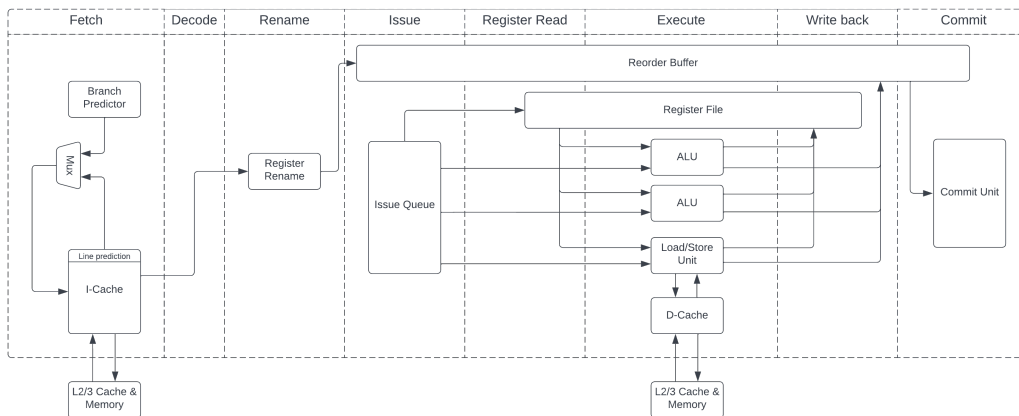 Fetch
Decode
Rename
Issue
Register Read
Execute
Write back
Commit
Reorder Buffer
Branch
Predictor
Register File
Mux
Register
Rename
ALU
Issue Queue
ALU
Commit Unit
Line prediction
I-Cache
Load/Store
Unit
D-Cache
L2/3 Cache &
Memory
L2/3 Cache &
Memory